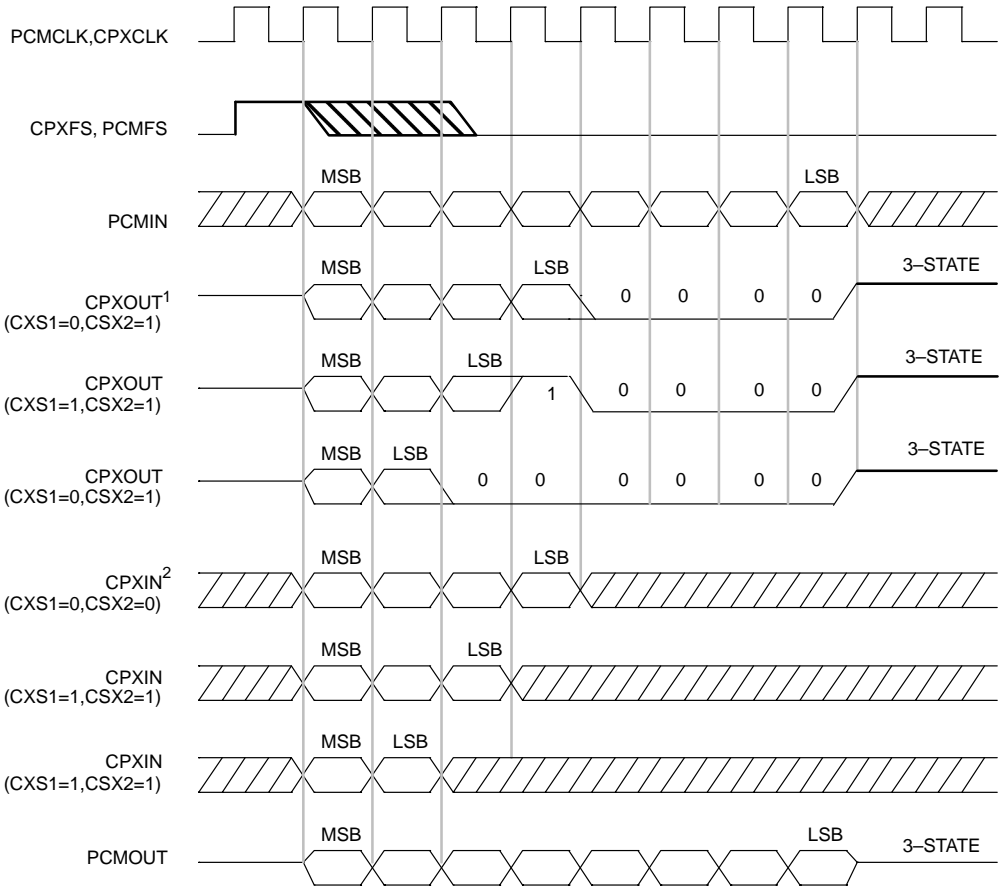 PCMCLK,CPXCLK
CPXFS, PCMFS
MSB LSB
PCMIN
MSB LSB 3–STATE
CPXOUT1 0 0 0 0
(CXS1=0,CSX2=1)
MSB LSB 3–STATE
CPXOUT 1 0 0 0 0
(CXS1=1,CSX2=1)
MSB LSB 3–STATE
CPXOUT 0 0 0 0 0 0
(CXS1=0,CSX2=1)
MSB LSB
CPXIN2
(CXS1=0,CSX2=0)
MSB LSB
CPXIN
(CXS1=1,CSX2=1)
MSB LSB
CPXIN
(CXS1=1,CSX2=1)
MSB LSB
PCMOUT 3–STATE